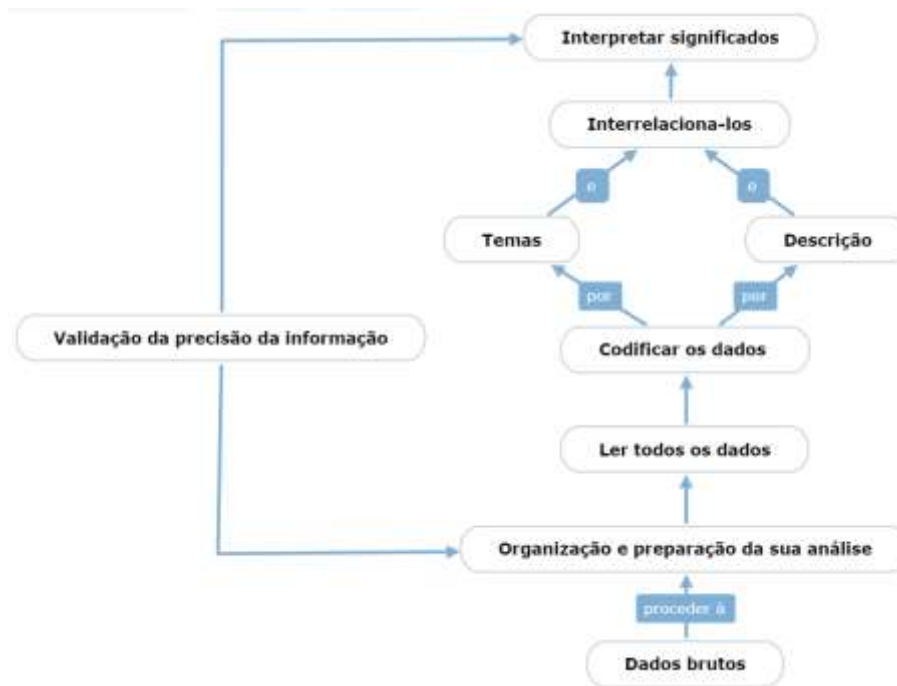 Interpretar significados
Interrelaciona-los
e
e
Temas
Descrição
por
por
Validação da precisão da informação
Codificar os dados
Ler todos os dados
Organização e preparação da sua análise
proceder à
Dados brutos